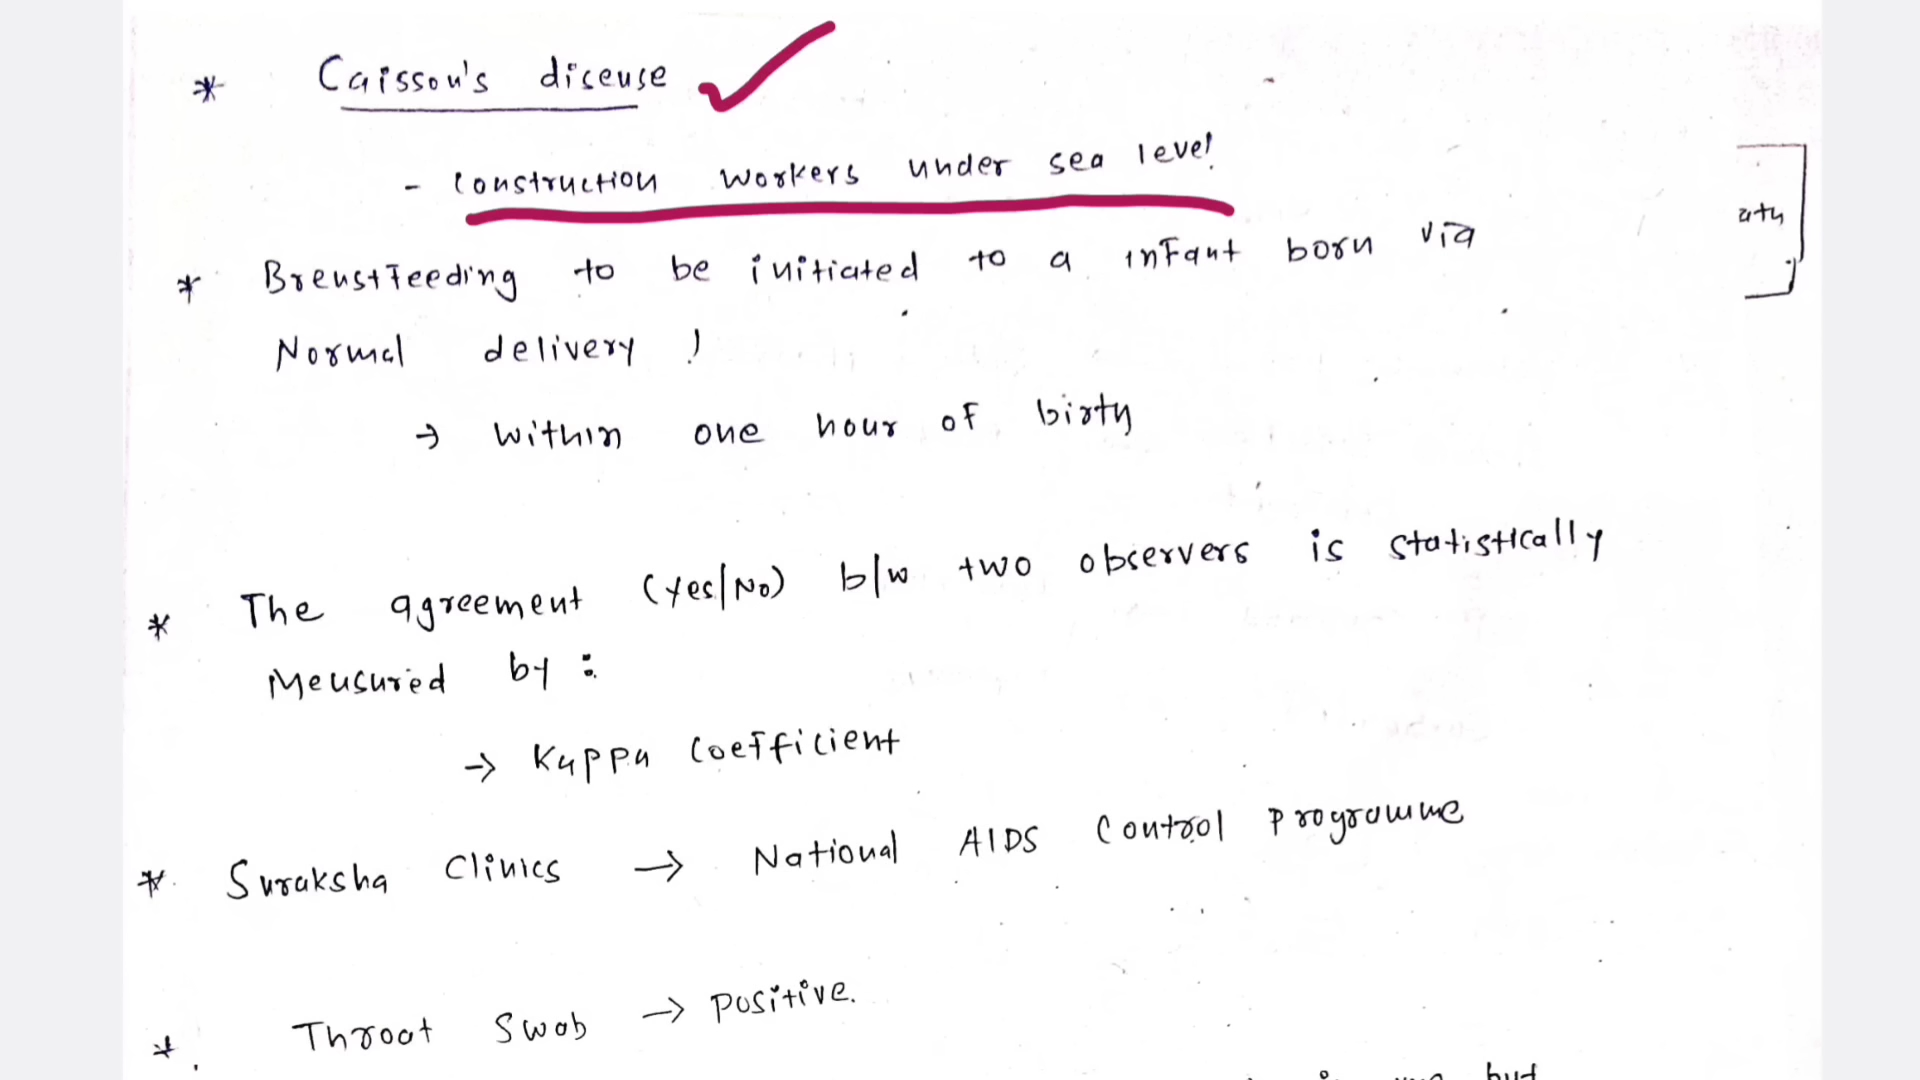 * Caisson's disease
- Construction workers under sea level.
* Breastfeeding to be initiated to a infant born via
Normal delivery !
→ Within one hour of birth
* The agreement (Yes/No) b/w two observers is statistically
Measured by :
→ Kappa Coefficient
* Suraksha Clinics → National AIDS Control Programme
* Throat Swab → Positive.
but